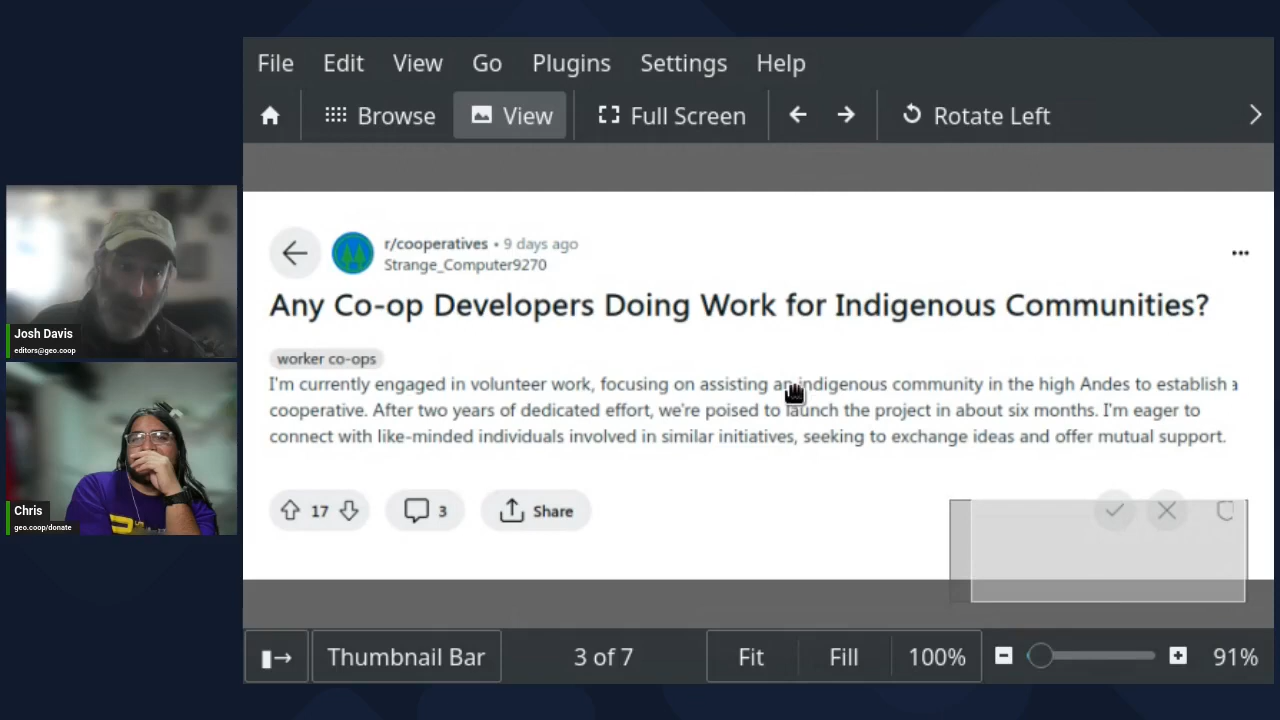 File Edit View Go Plugins Settings Help
Browse View Full Screen Rotate Left
r/cooperatives • 9 days ago
Strange_Computer9270
Any Co-op Developers Doing Work for Indigenous Communities?
worker co-ops
I'm currently engaged in volunteer work, focusing on assisting an indigenous community in the high Andes to establish a
cooperative. After two years of dedicated effort, we're poised to launch the project in about six months. I'm eager to
connect with like-minded individuals involved in similar initiatives, seeking to exchange ideas and offer mutual support.
17 3 Share
Josh Davis
editors@geo.coop
Chris
geo.coop/donate
Thumbnail Bar 3 of 7 Fit Fill 100% 91%